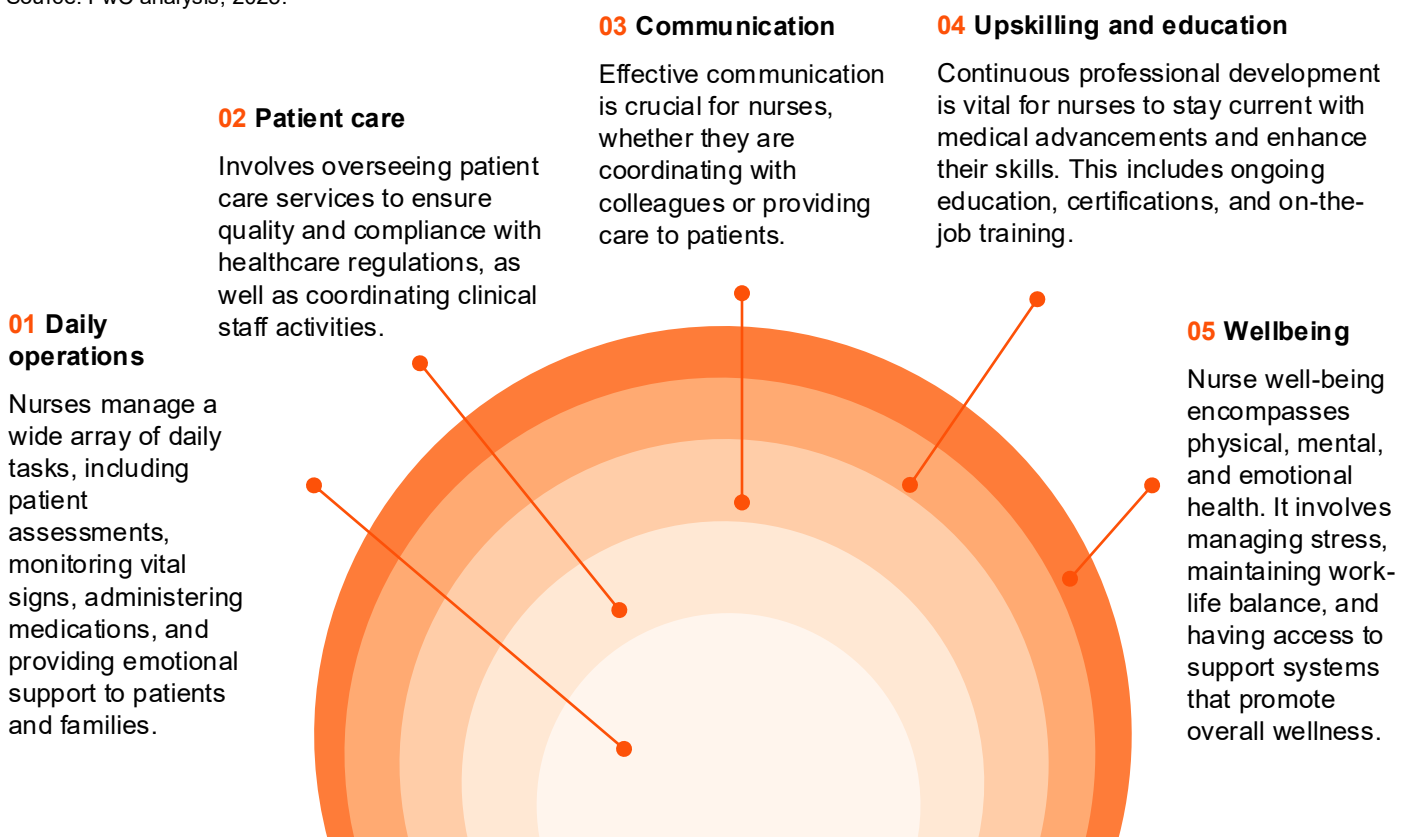 03 Communication
Effective communication
is crucial for nurses,
whether they are
coordinating with
colleagues or providing
care to patients.
04 Upskilling and education
Continuous professional development
is vital for nurses to stay current with
medical advancements and enhance
their skills. This includes ongoing
education, certifications, and on-the-
job training.
02 Patient care
Involves overseeing patient
care services to ensure
quality and compliance with
healthcare regulations, as
well as coordinating clinical
staff activities.
01 Daily
operations
Nurses manage a
wide array of daily
tasks, including
patient
assessments,
monitoring vital
signs, administering
medications, and
providing emotional
support to patients
and families.
05 Wellbeing
Nurse well-being
encompasses
physical, mental,
and emotional
health. It involves
managing stress,
maintaining work-
life balance, and
having access to
support systems
that promote
overall wellness.